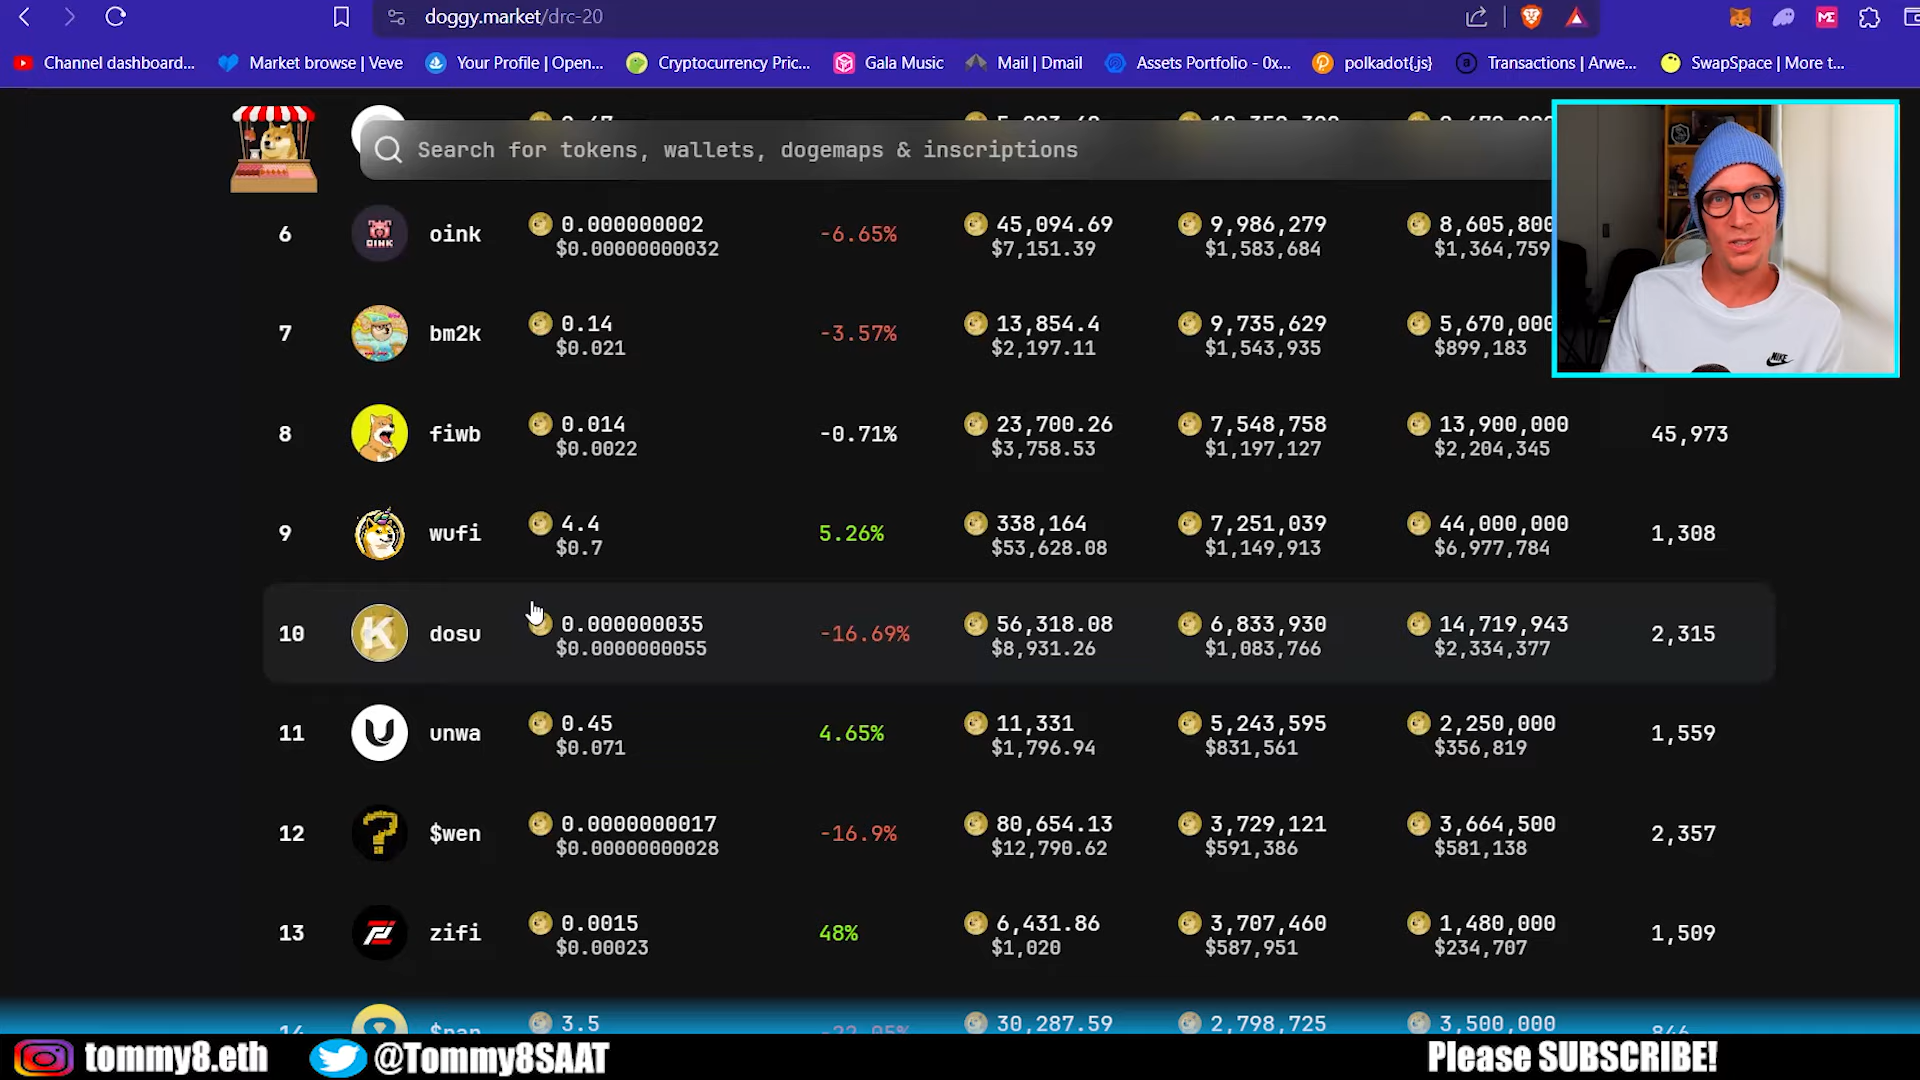 doggy.market/drc-20
Channel dashboard... Market browse | Veve Your Profile | Open... Cryptocurrency Pric... Gala Music Mail | Dmail Assets Portfolio - 0x... polkadot{.js} Transactions | Arwe... SwapSpace | More t...
Search for tokens, wallets, dogemaps & inscriptions
6 oink 0.000000002 -6.65% 45,094.69 9,986,279 8,605,800
$0.00000000032 $7,151.39 $1,583,684 $1,364,759
7 bm2k 0.14 -3.57% 13,854.4 9,735,629 5,670,000
$0.021 $2,197.11 $1,543,935 $899,183
8 fiwb 0.014 -0.71% 23,700.26 7,548,758 13,900,000 45,973
$0.0022 $3,758.53 $1,197,127 $2,204,345
9 wufi 4.4 5.26% 338,164 7,251,039 44,000,000 1,308
$0.7 $53,628.08 $1,149,913 $6,977,784
10 dosu 0.000000035 -16.69% 56,318.08 6,833,930 14,719,943 2,315
$0.0000000055 $8,931.26 $1,083,766 $2,334,377
11 unwa 0.45 4.65% 11,331 5,243,595 2,250,000 1,559
$0.071 $1,796.94 $831,561 $356,819
12 $wen 0.0000000017 -16.9% 80,654.13 3,729,121 3,664,500 2,357
$0.00000000028 $12,790.62 $591,386 $581,138
13 zifi 0.0015 48% 6,431.86 3,707,460 1,480,000 1,509
$0.00023 $1,020 $587,951 $234,707
14 3.5 30,287.59 2,798,725 3,500,000
tommy8.eth @Tommy8SAAT Please SUBSCRIBE!
OINK
K
U
?
NIKE
ME